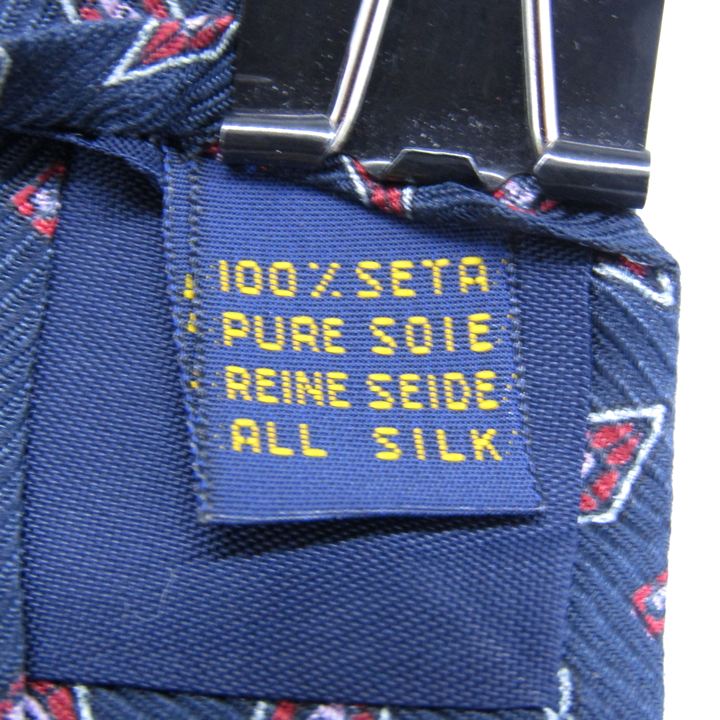 100% SETA
PURE SOIE
REINE SEIDE
ALL SILK